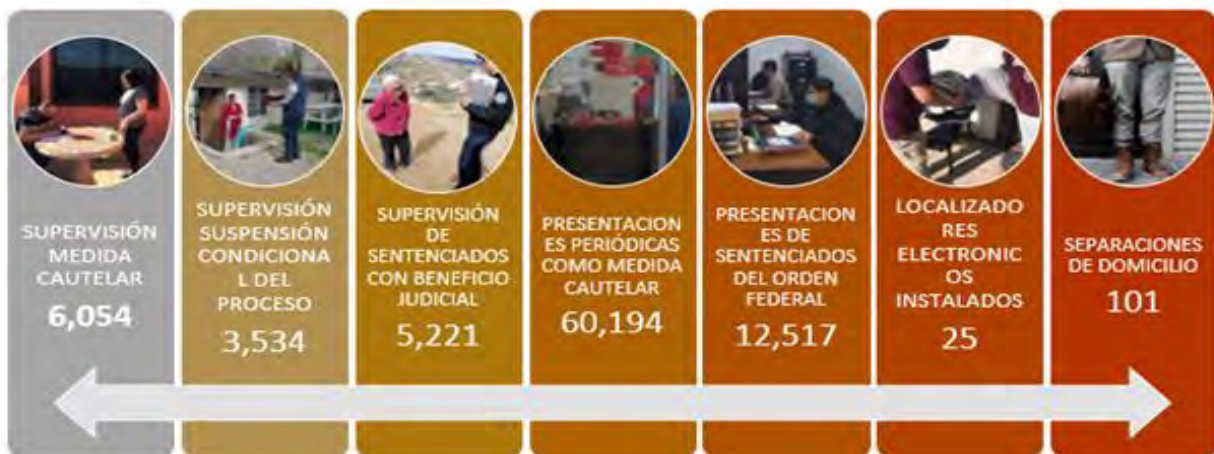 SUPERVISIÓN
MEDIDA
CAUTELAR
6,054
SUPERVISIÓN
SUSPENSIÓN
CONDICIONA
L DEL
PROCESO
3,534
SUPERVISIÓN
DE
SENTENCIADOS
CON BENEFICIO
JUDICIAL
5,221
PRESENTACION
ES PERIÓDICAS
COMO MEDIDA
CAUTELAR
60,194
PRESENTACION
ES DE
SENTENCIADOS
DEL ORDEN
FEDERAL
12,517
LOCALIZADO
RES
ELECTRONIC
OS
INSTALADOS
25
SEPARACIONES
DE DOMICILIO
101